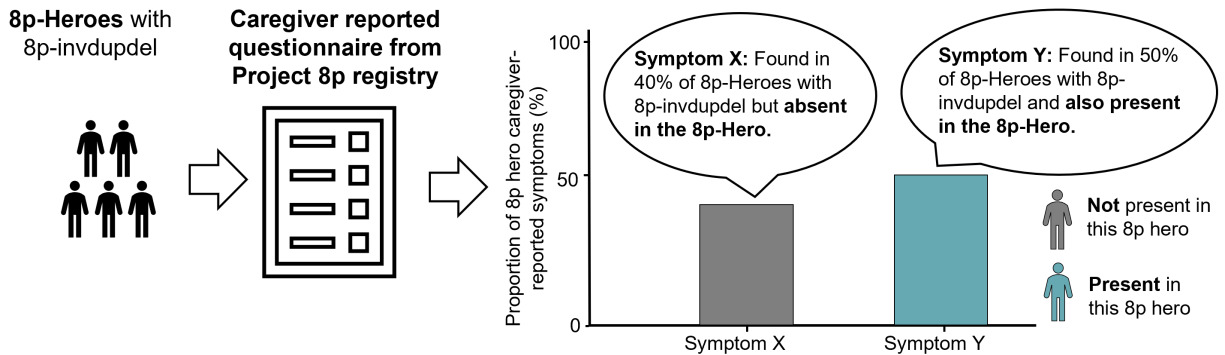 8p-Heroes with
8p-invdupdel
Caregiver reported
questionnaire from
Project 8p registry
Proportion of 8p hero caregiver-
reported symptoms (%)
100
50
0
Symptom X: Found in
40% of 8p-Heroes with
8p-invdupdel but absent
in the 8p-Hero.
Symptom Y: Found in 50%
of 8p-Heroes with 8p-
invdupdel and also present
in the 8p-Hero.
Not present in
this 8p hero
Present in
this 8p hero
Symptom X
Symptom Y